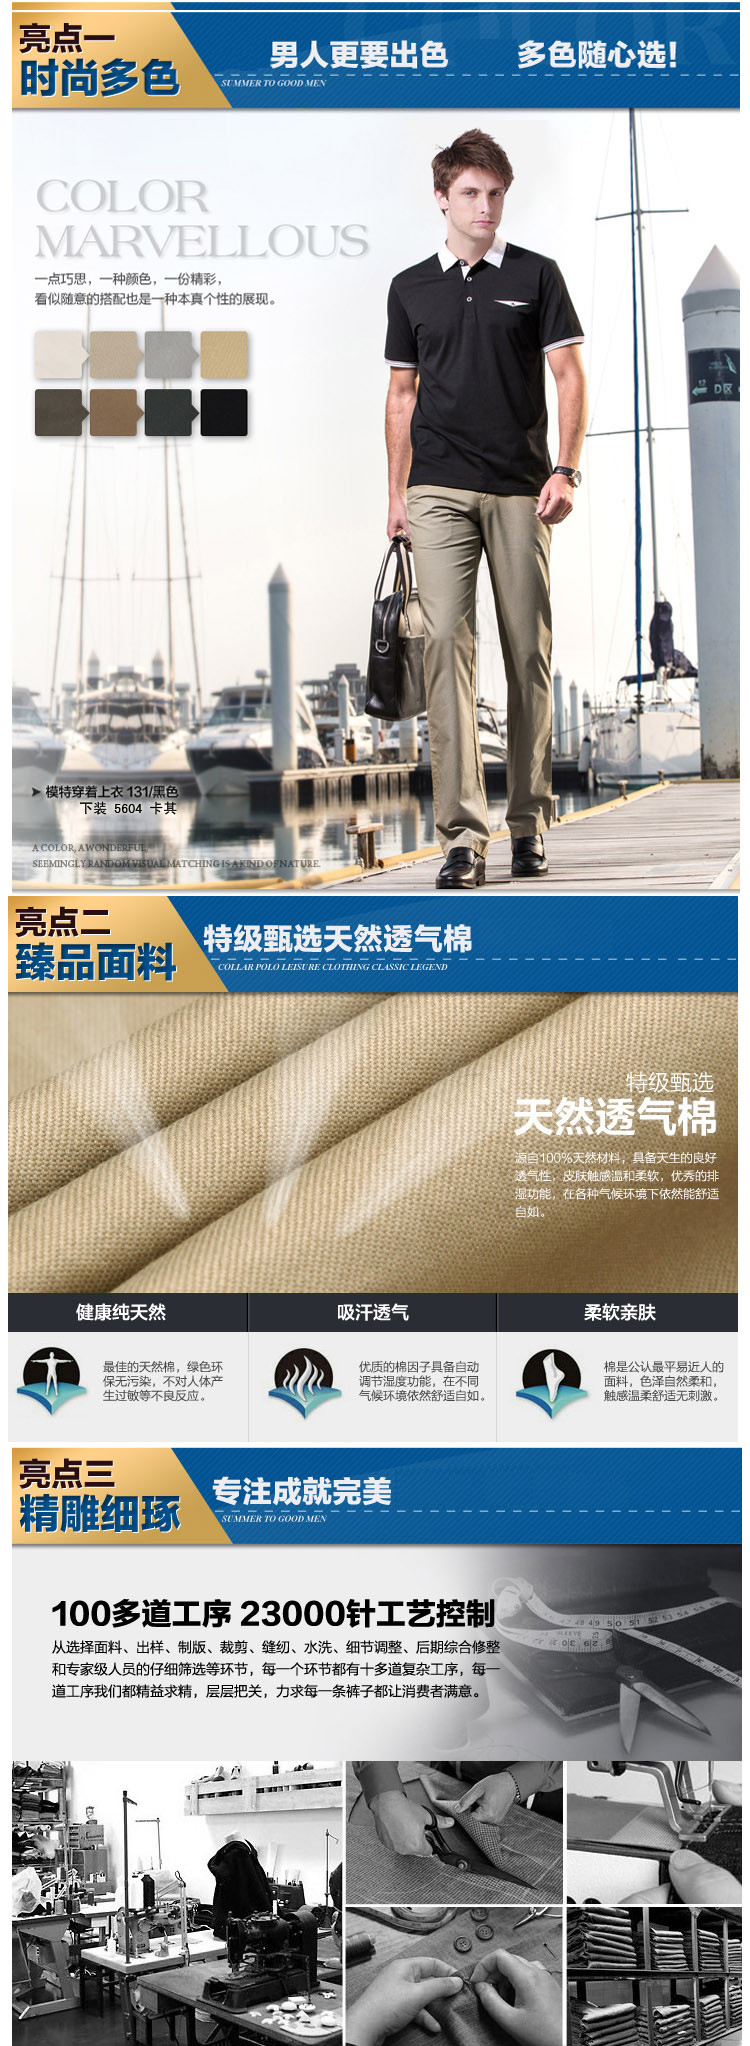 亮点一
时尚多色
男人更要出色 多色随心选!
SUMMER TO GOOD MEN
COLOR
MARVELLOUS
一点巧思，一种颜色，一份精彩，
看似随意的搭配也是一种本真个性的展现。
模特穿着上衣 131/黑色
下装 5604 卡其
A COLOR, A WONDERFUL,
SEEMINGLY RANDOM VISUAL MATCHING IS A KIND OF NATURE.
亮点二
臻品面料
特级甄选天然透气棉
COLLAR POLO LEISURE CLOTHING CLASSIC LEGEND
特级甄选
天然透气棉
源自100%天然材料，具备天生的良好
透气性，皮肤触感温和柔软，优秀的排
湿功能，在各种气候环境下依然能舒适
自如。
健康纯天然 吸汗透气 柔软亲肤
最佳的天然棉，绿色环
保无污染，不对人体产
生过敏等不良反应。
优质的棉因子具备自动
调节湿度功能，在不同
气候环境依然舒适自如。
棉是公认最平易近人的
面料，色泽自然柔和，
触感温柔舒适无刺激。
亮点三
精雕细琢
专注成就完美
SUMMER TO GOOD MEN
100多道工序 23000针工艺控制
从选择面料、出样、制版、裁剪、缝纫、水洗、细节调整、后期综合修整
和专家级人员的仔细筛选等环节，每一个环节都有十多道复杂工序，每一
道工序我们都精益求精，层层把关，力求每一条裤子都让消费者满意。